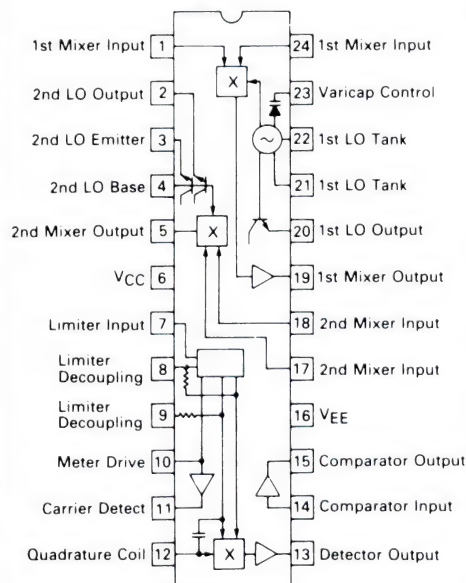 1st Mixer Input 1
2nd LO Output 2
2nd LO Emitter 3
2nd LO Base 4
2nd Mixer Output 5
VCC 6
Limiter Input 7
Limiter
Decoupling 8
Limiter
Decoupling 9
Meter Drive 10
Carrier Detect 11
Quadrature Coil 12
24 1st Mixer Input
23 Varicap Control
22 1st LO Tank
21 1st LO Tank
20 1st LO Output
19 1st Mixer Output
18 2nd Mixer Input
17 2nd Mixer Input
16 VEE
15 Comparator Output
14 Comparator Input
13 Detector Output
X
X
X